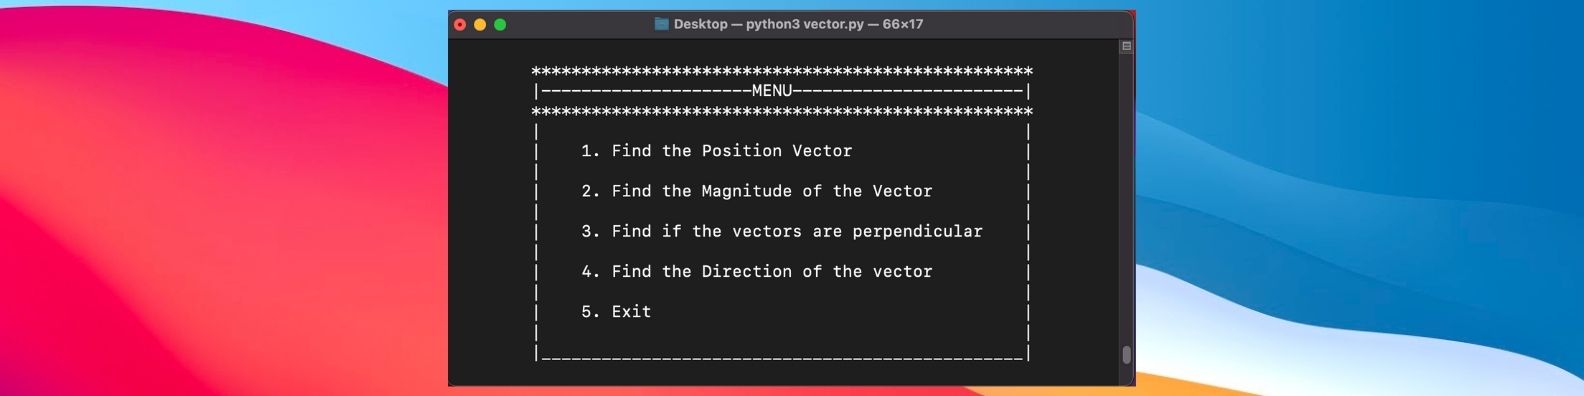 Desktop — python3 vector.py — 66×17
**************************************************
|---------------------MENU-----------------------|
**************************************************
1. Find the Position Vector
2. Find the Magnitude of the Vector
3. Find if the vectors are perpendicular
4. Find the Direction of the vector
5. Exit